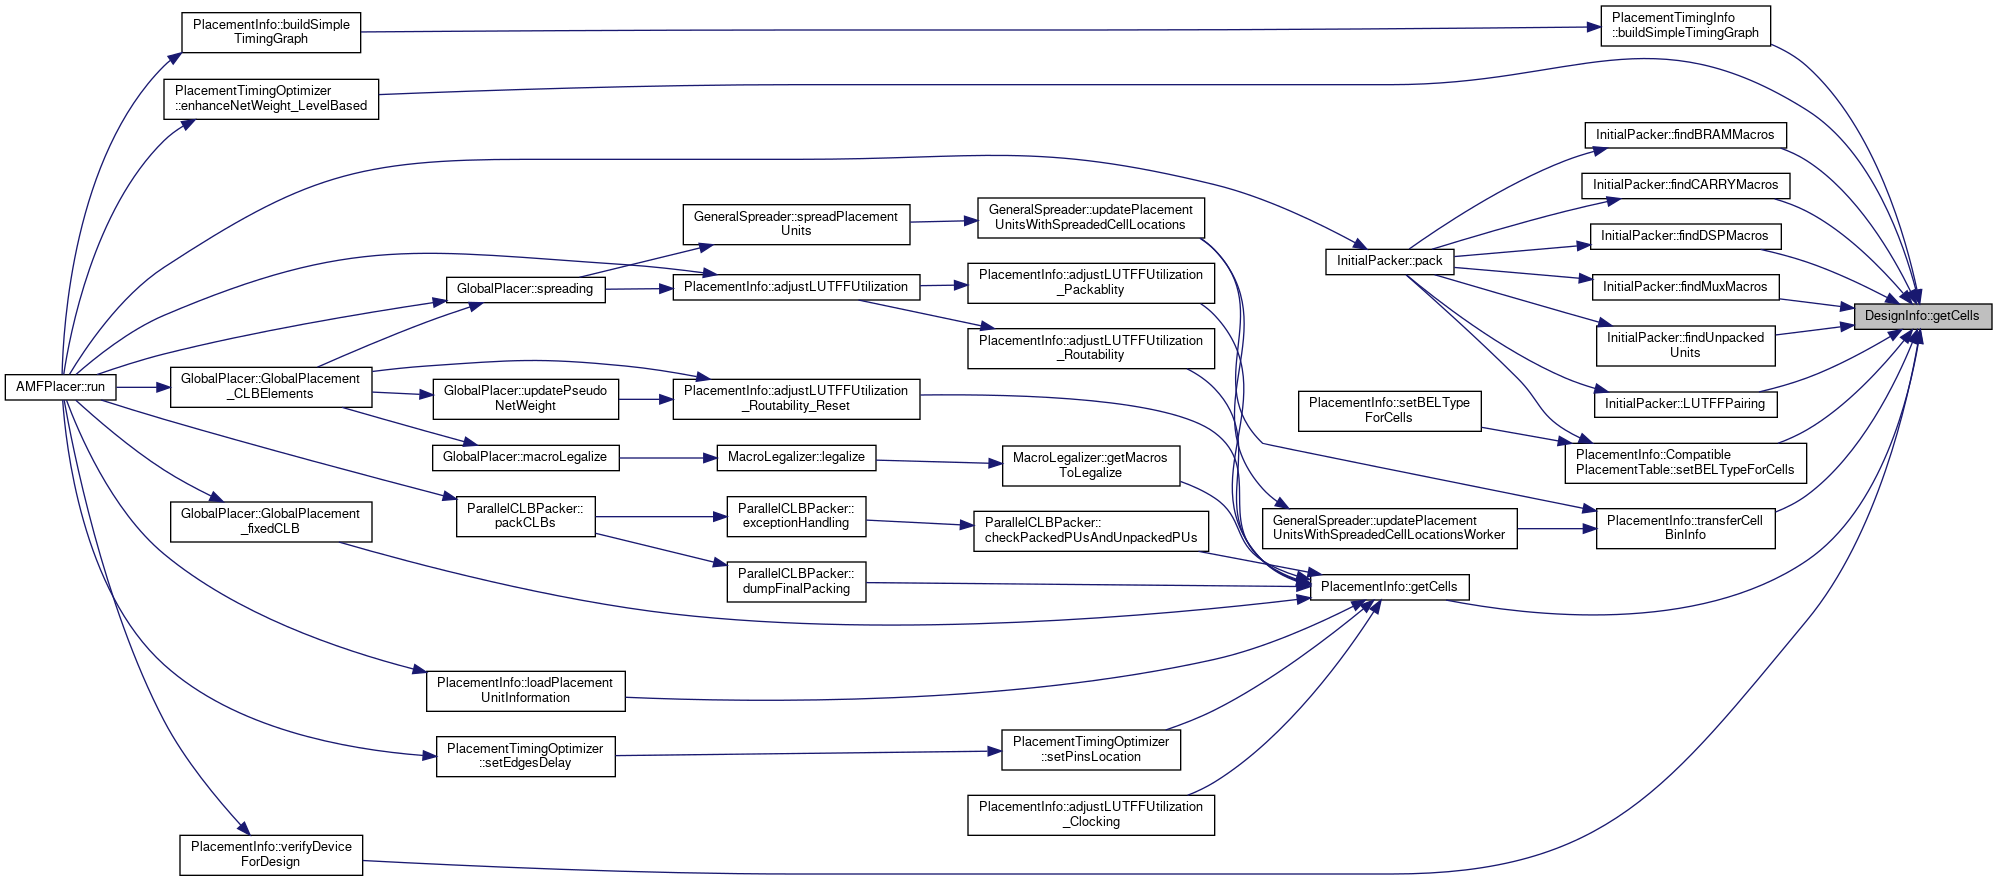 PlacementInfo::buildSimple
TimingGraph
PlacementTimingInfo
::buildSimpleTimingGraph
PlacementTimingOptimizer
::enhanceNetWeight_LevelBased
InitialPacker::findBRAMMacros
InitialPacker::findCARRYMacros
GeneralSpreader::spreadPlacement
Units
GeneralSpreader::updatePlacement
UnitsWithSpreadedCellLocations
InitialPacker::findDSPMacros
InitialPacker::pack
GlobalPlacer::spreading
PlacementInfo::adjustLUTFFUtilization
PlacementInfo::adjustLUTFFUtilization
_Packablity
InitialPacker::findMuxMacros
DesignInfo::getCells
PlacementInfo::adjustLUTFFUtilization
_Routability
InitialPacker::findUnpacked
Units
AMFPlacer::run
GlobalPlacer::GlobalPlacement
_CLBElements
GlobalPlacer::updatePseudo
NetWeight
PlacementInfo::adjustLUTFFUtilization
_Routability_Reset
PlacementInfo::setBELType
ForCells
InitialPacker::LUTFFPairing
GlobalPlacer::macroLegalize
MacroLegalizer::legalize
MacroLegalizer::getMacros
ToLegalize
PlacementInfo::Compatible
PlacementTable::setBELTypeForCells
GlobalPlacer::GlobalPlacement
_fixedCLB
ParallelCLBPacker::
packCLBs
ParallelCLBPacker::
exceptionHandling
ParallelCLBPacker::
checkPackedPUsAndUnpackedPUs
GeneralSpreader::updatePlacement
UnitsWithSpreadedCellLocationsWorker
PlacementInfo::transferCell
BinInfo
ParallelCLBPacker::
dumpFinalPacking
PlacementInfo::getCells
PlacementInfo::loadPlacement
UnitInformation
PlacementTimingOptimizer
::setEdgesDelay
PlacementTimingOptimizer
::setPinsLocation
PlacementInfo::adjustLUTFFUtilization
_Clocking
PlacementInfo::verifyDevice
ForDesign